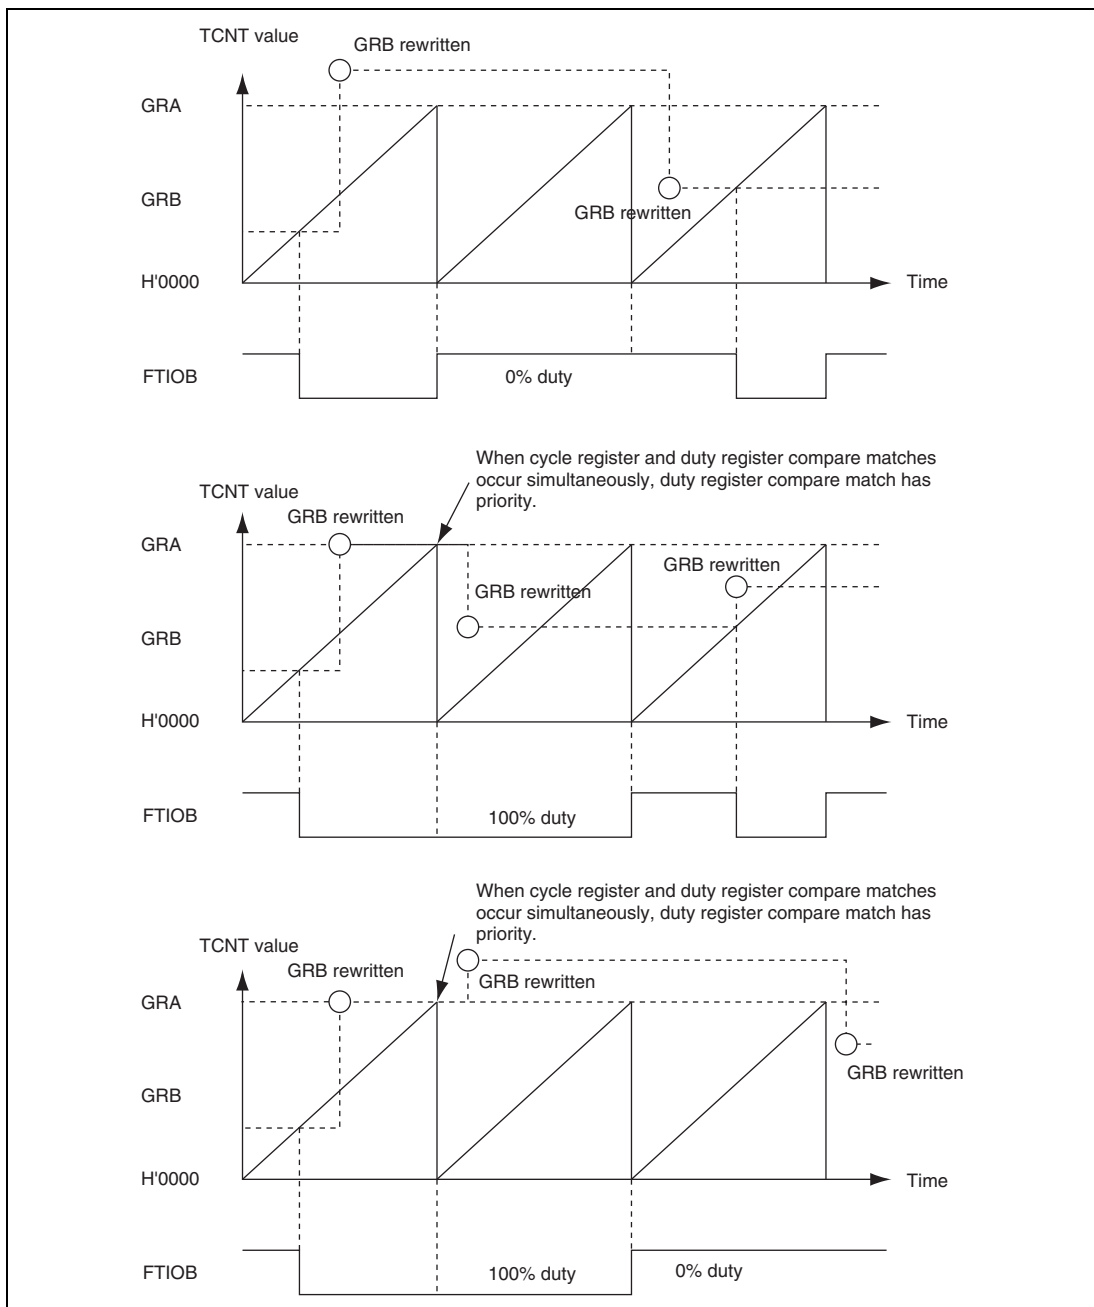 TCNT value
GRB rewritten
GRA
GRB
GRB rewritten
H'0000
Time
FTIOB
0% duty
When cycle register and duty register compare matches
occur simultaneously, duty register compare match has
priority.
TCNT value
GRB rewritten
GRA
GRB rewritten
GRB rewritten
GRB
H'0000
Time
FTIOB
100% duty
When cycle register and duty register compare matches
occur simultaneously, duty register compare match has
priority.
TCNT value
GRB rewritten
GRB rewritten
GRA
GRB rewritten
GRB
H'0000
Time
FTIOB
100% duty
0% duty